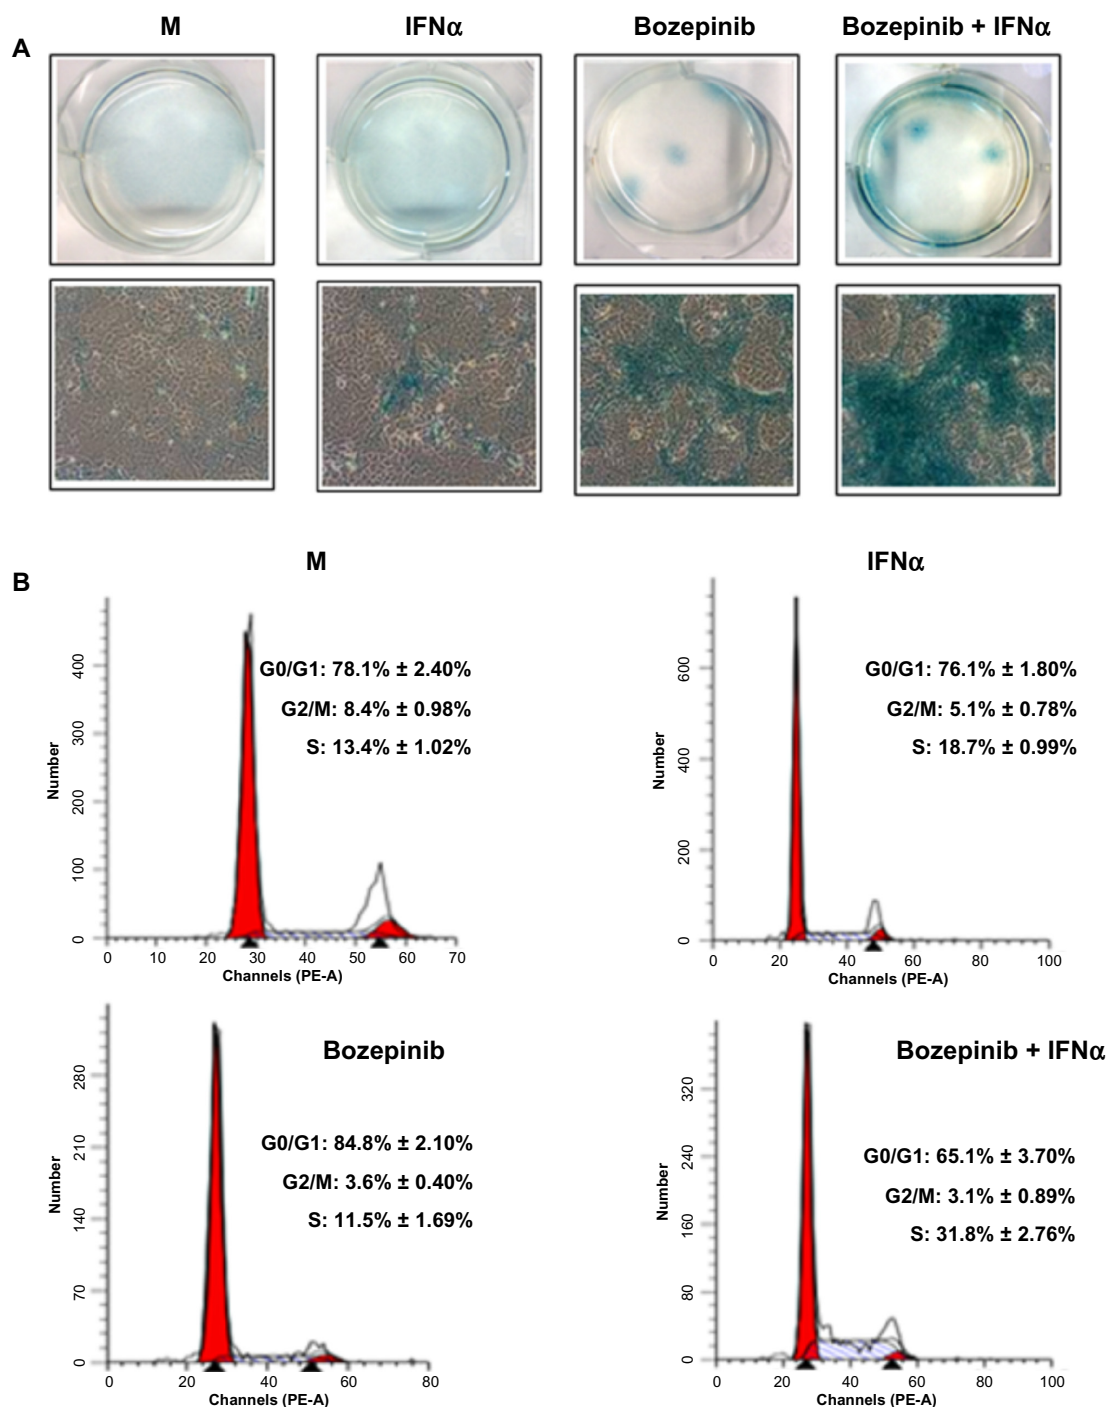 M
IFNα
Bozepinib
Bozepinib + IFNα
A
B
M
400
300
200
100
0
Number
G0/G1: 78.1% ± 2.40%
G2/M: 8.4% ± 0.98%
S: 13.4% ± 1.02%
0 10 20 30 40 50 60 70
Channels (PE-A)
IFNα
600
400
200
0
Number
G0/G1: 76.1% ± 1.80%
G2/M: 5.1% ± 0.78%
S: 18.7% ± 0.99%
0 20 40 60 80 100
Channels (PE-A)
Bozepinib
280
210
140
70
0
Number
G0/G1: 84.8% ± 2.10%
G2/M: 3.6% ± 0.40%
S: 11.5% ± 1.69%
0 20 40 60 80
Channels (PE-A)
Bozepinib + IFNα
320
240
160
80
0
Number
G0/G1: 65.1% ± 3.70%
G2/M: 3.1% ± 0.89%
S: 31.8% ± 2.76%
0 20 40 60 80 100
Channels (PE-A)